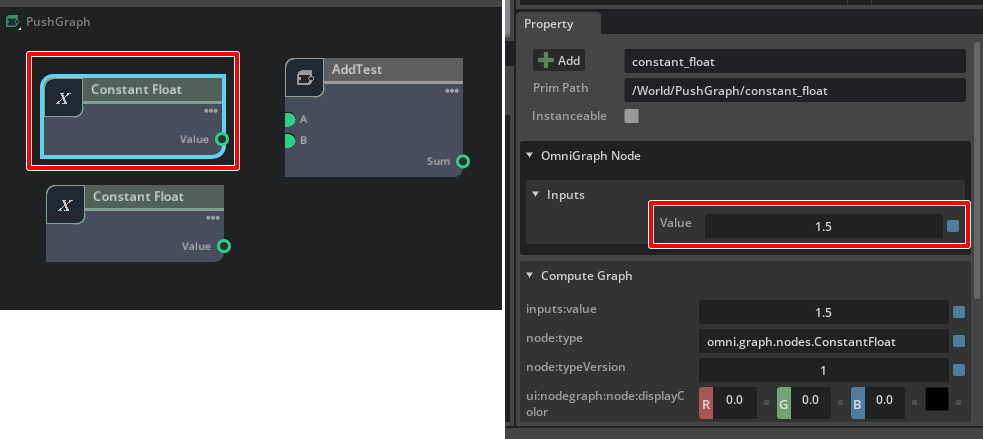 PushGraph
X Constant Float
Value
AddTest
A
B
Sum
X Constant Float
Value
Property
Add constant_float
Prim Path /World/PushGraph/constant_float
Instanceable
OmniGraph Node
Inputs
Value 1.5
Compute Graph
inputs:value 1.5
node:type omni.graph.nodes.ConstantFloat
node:typeVersion 1
ui:nodegraph:node:displayC
olor R 0.0 G 0.0 B 0.0